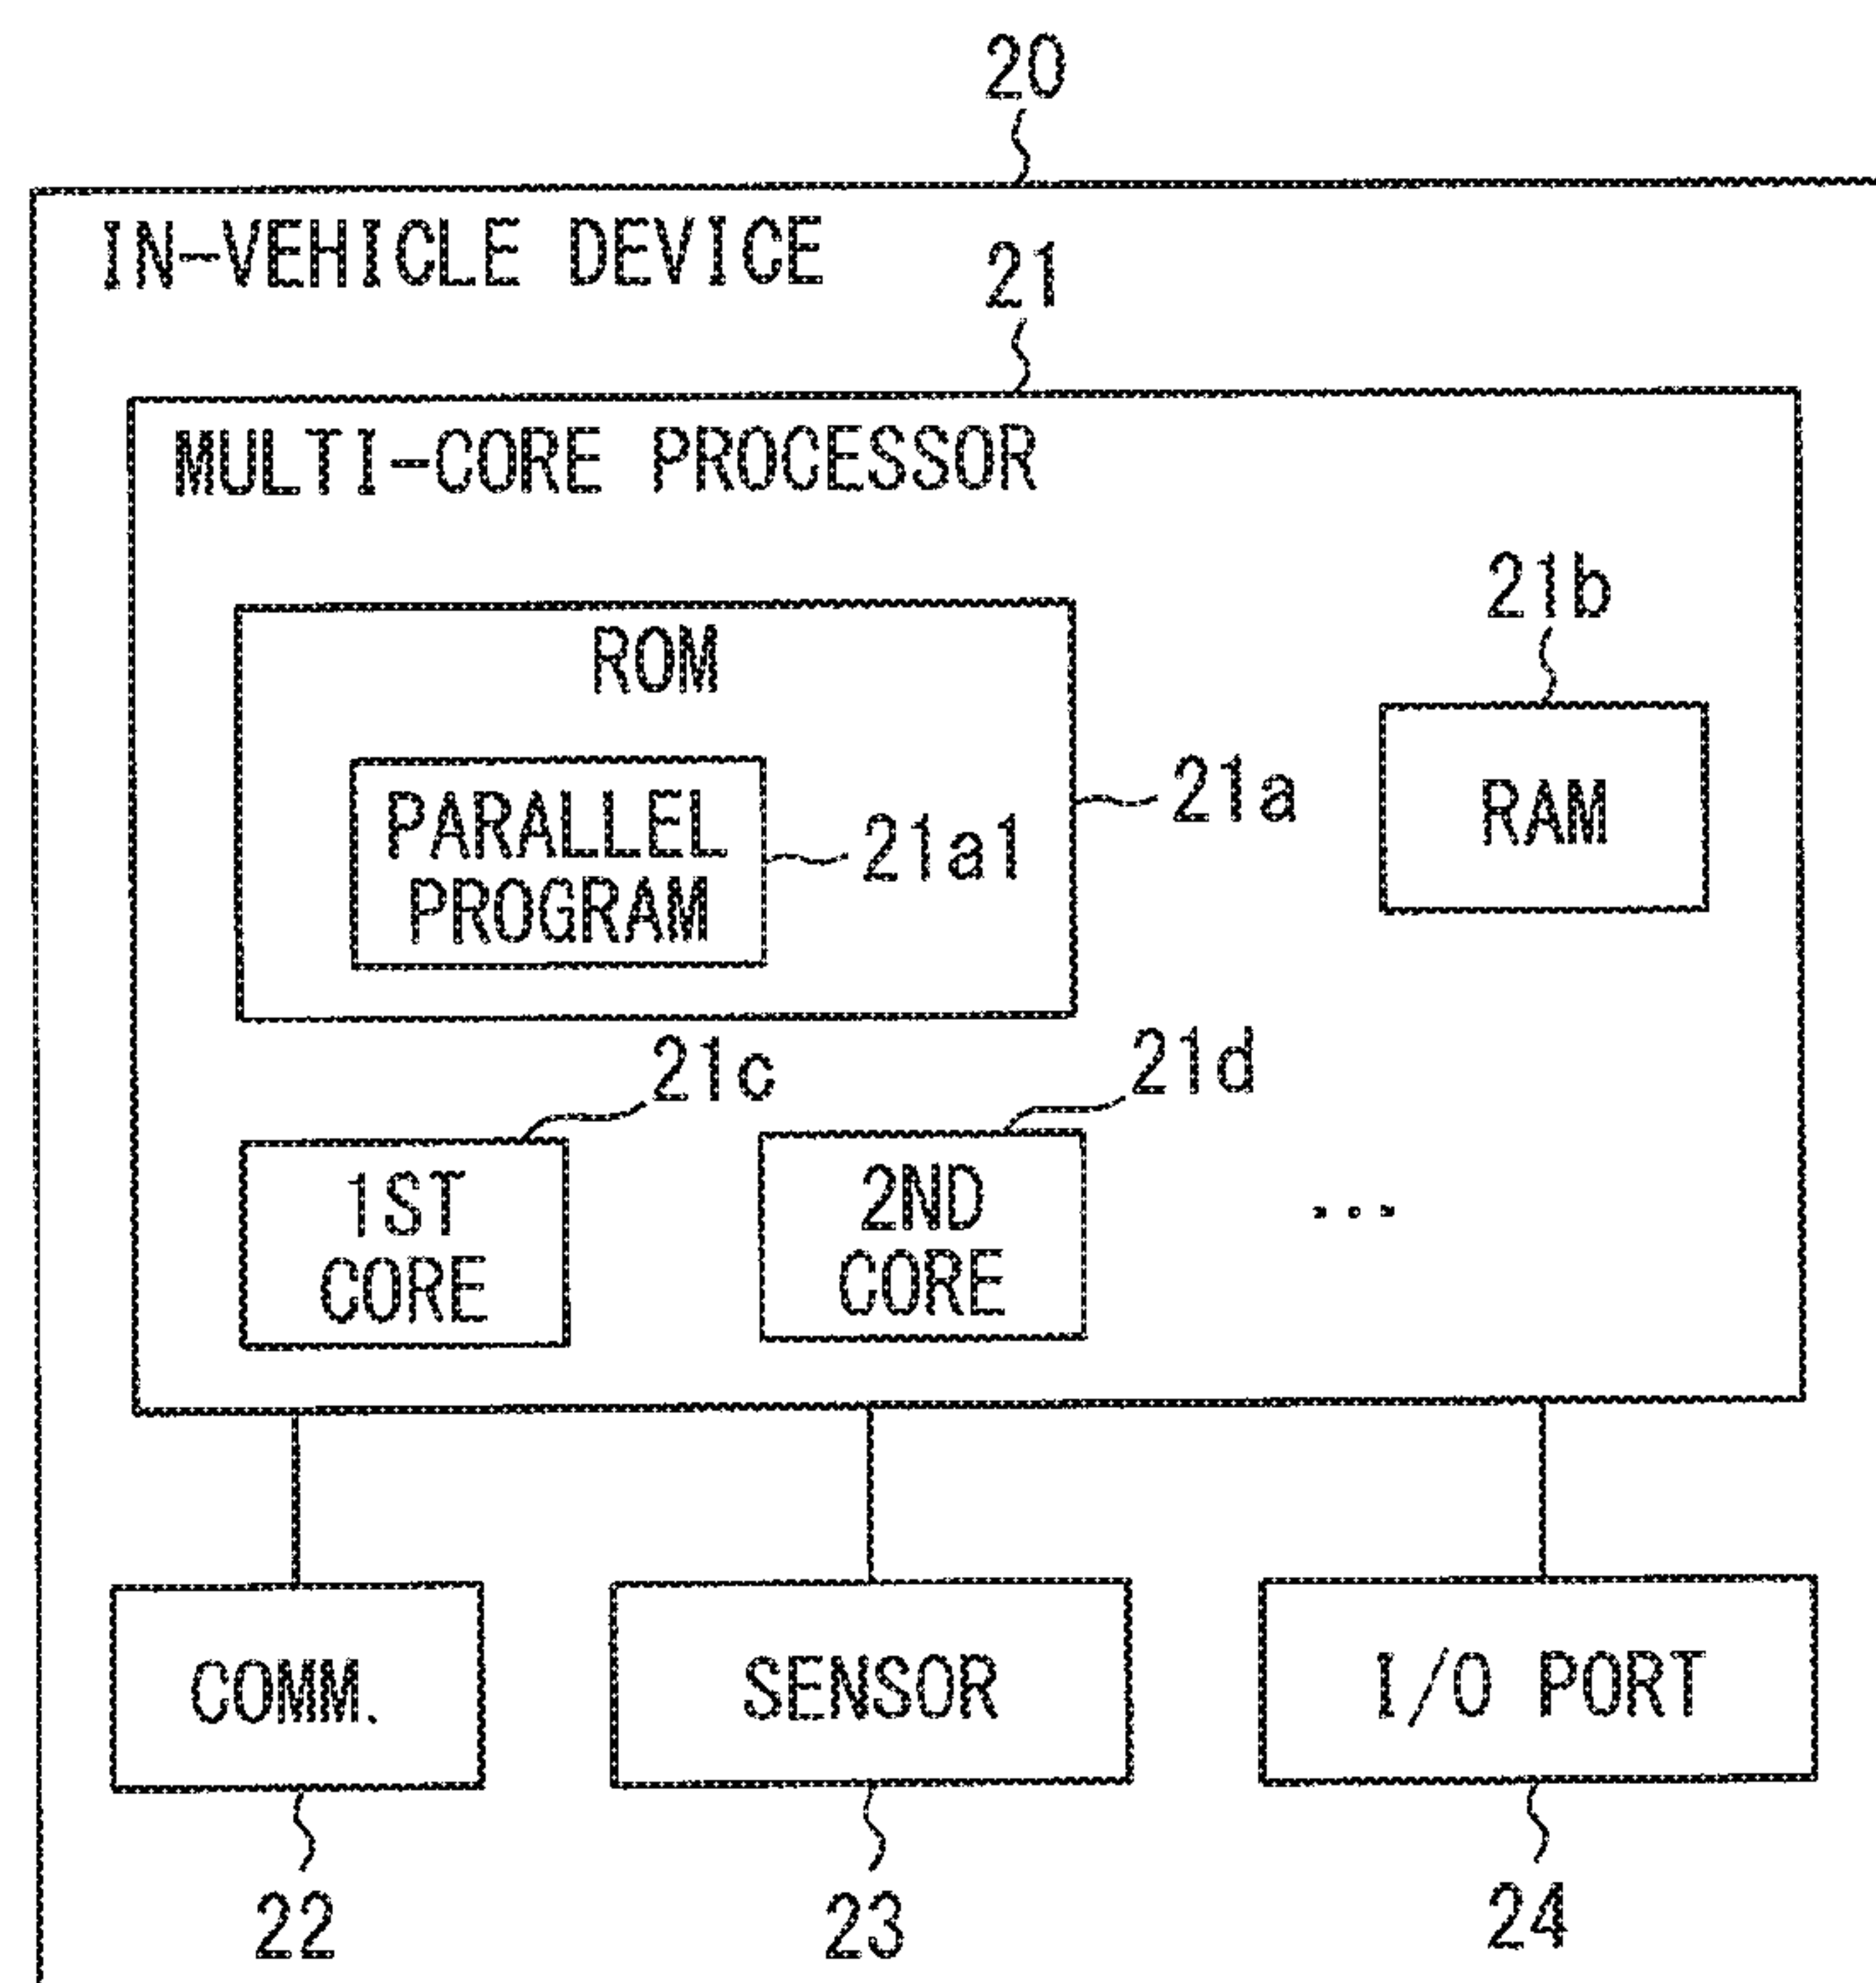 20
IN-VEHICLE DEVICE
21
MULTI-CORE PROCESSOR
21b
ROM
RAM
21a
PARALLEL
PROGRAM
21a1
21c
21d
1ST
CORE
2ND
CORE
...
COMM.
SENSOR
I/O PORT
22
23
24